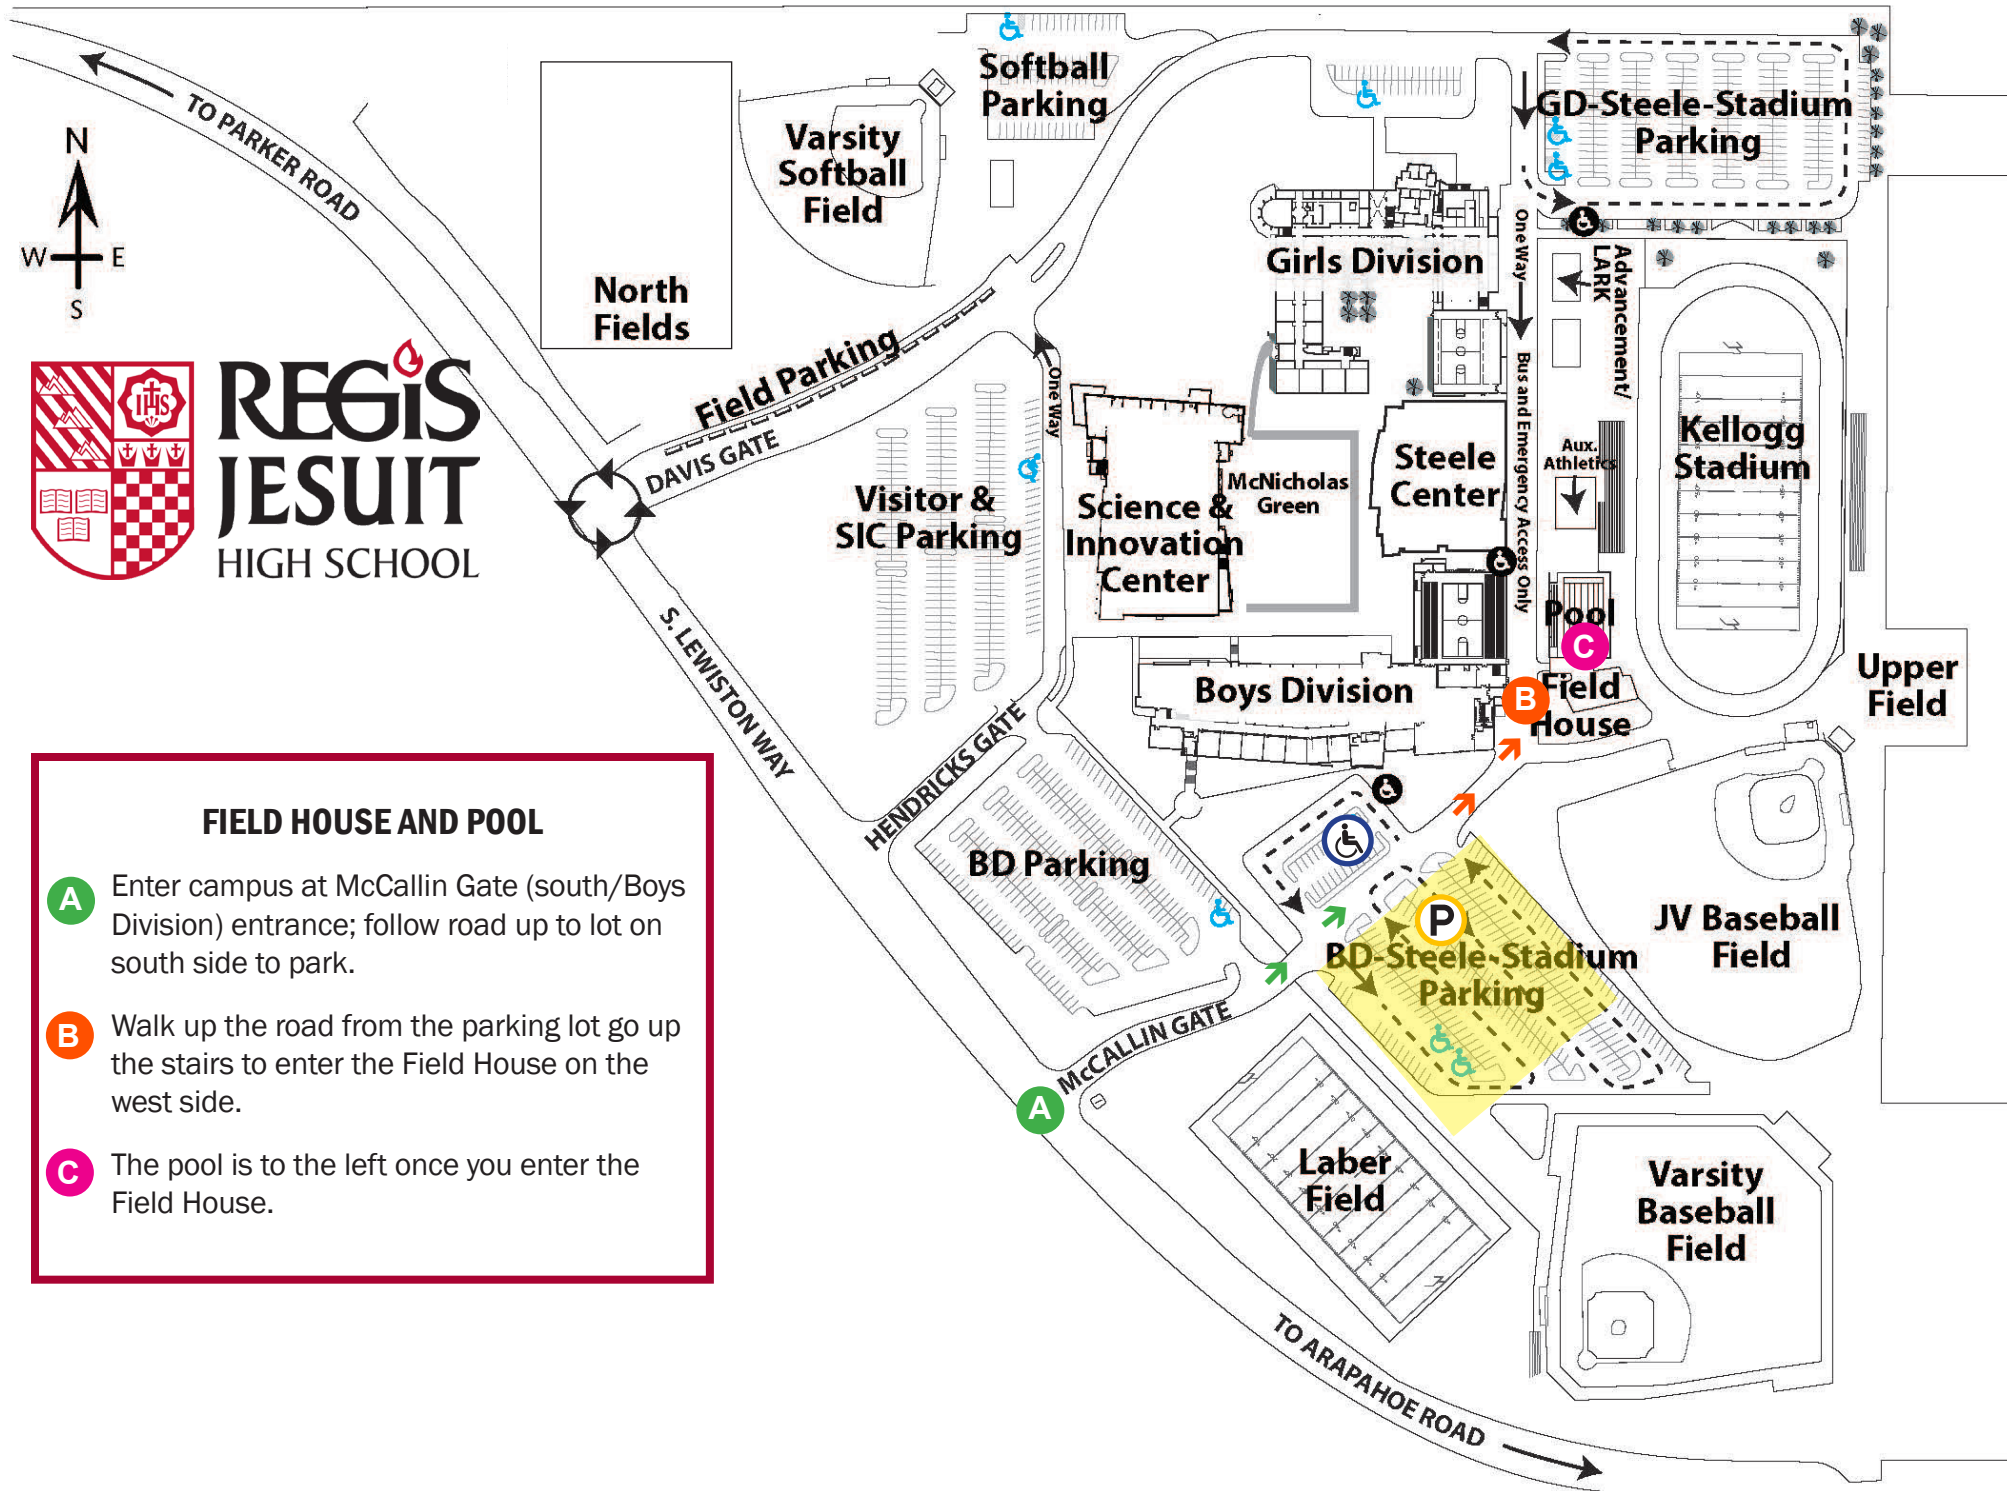 Softball
Parking
GD-Steele-Stadium
Parking
TO PARKER ROAD
N
W
E
S
Varsity
Softball
Field
North
Fields
Girls Division
One Way
Advancement/
LARK
Field Parking
DAVIS GATE
One Way
Bus and Emergency Access Only
REGIS
JESUIT
HIGH SCHOOL
IHS
Kellogg
Stadium
Steele
Center
Aux.
Athletics
McNicholas
Green
Visitor &
SIC Parking
Science &
Innovation
Center
Pool
C
Field
House
B
Boys Division
Upper
Field
S. LEWISTON WAY
HENDRICKS GATE
BD Parking
P
BD-Steele-Stadium
Parking
JV Baseball
Field
McCALLIN GATE
A
Laber
Field
Varsity
Baseball
Field
TO ARAPAHOE ROAD
FIELD HOUSE AND POOL
A
Enter campus at McCallin Gate (south/Boys
Division) entrance; follow road up to lot on
south side to park.
B
Walk up the road from the parking lot go up
the stairs to enter the Field House on the
west side.
C
The pool is to the left once you enter the
Field House.